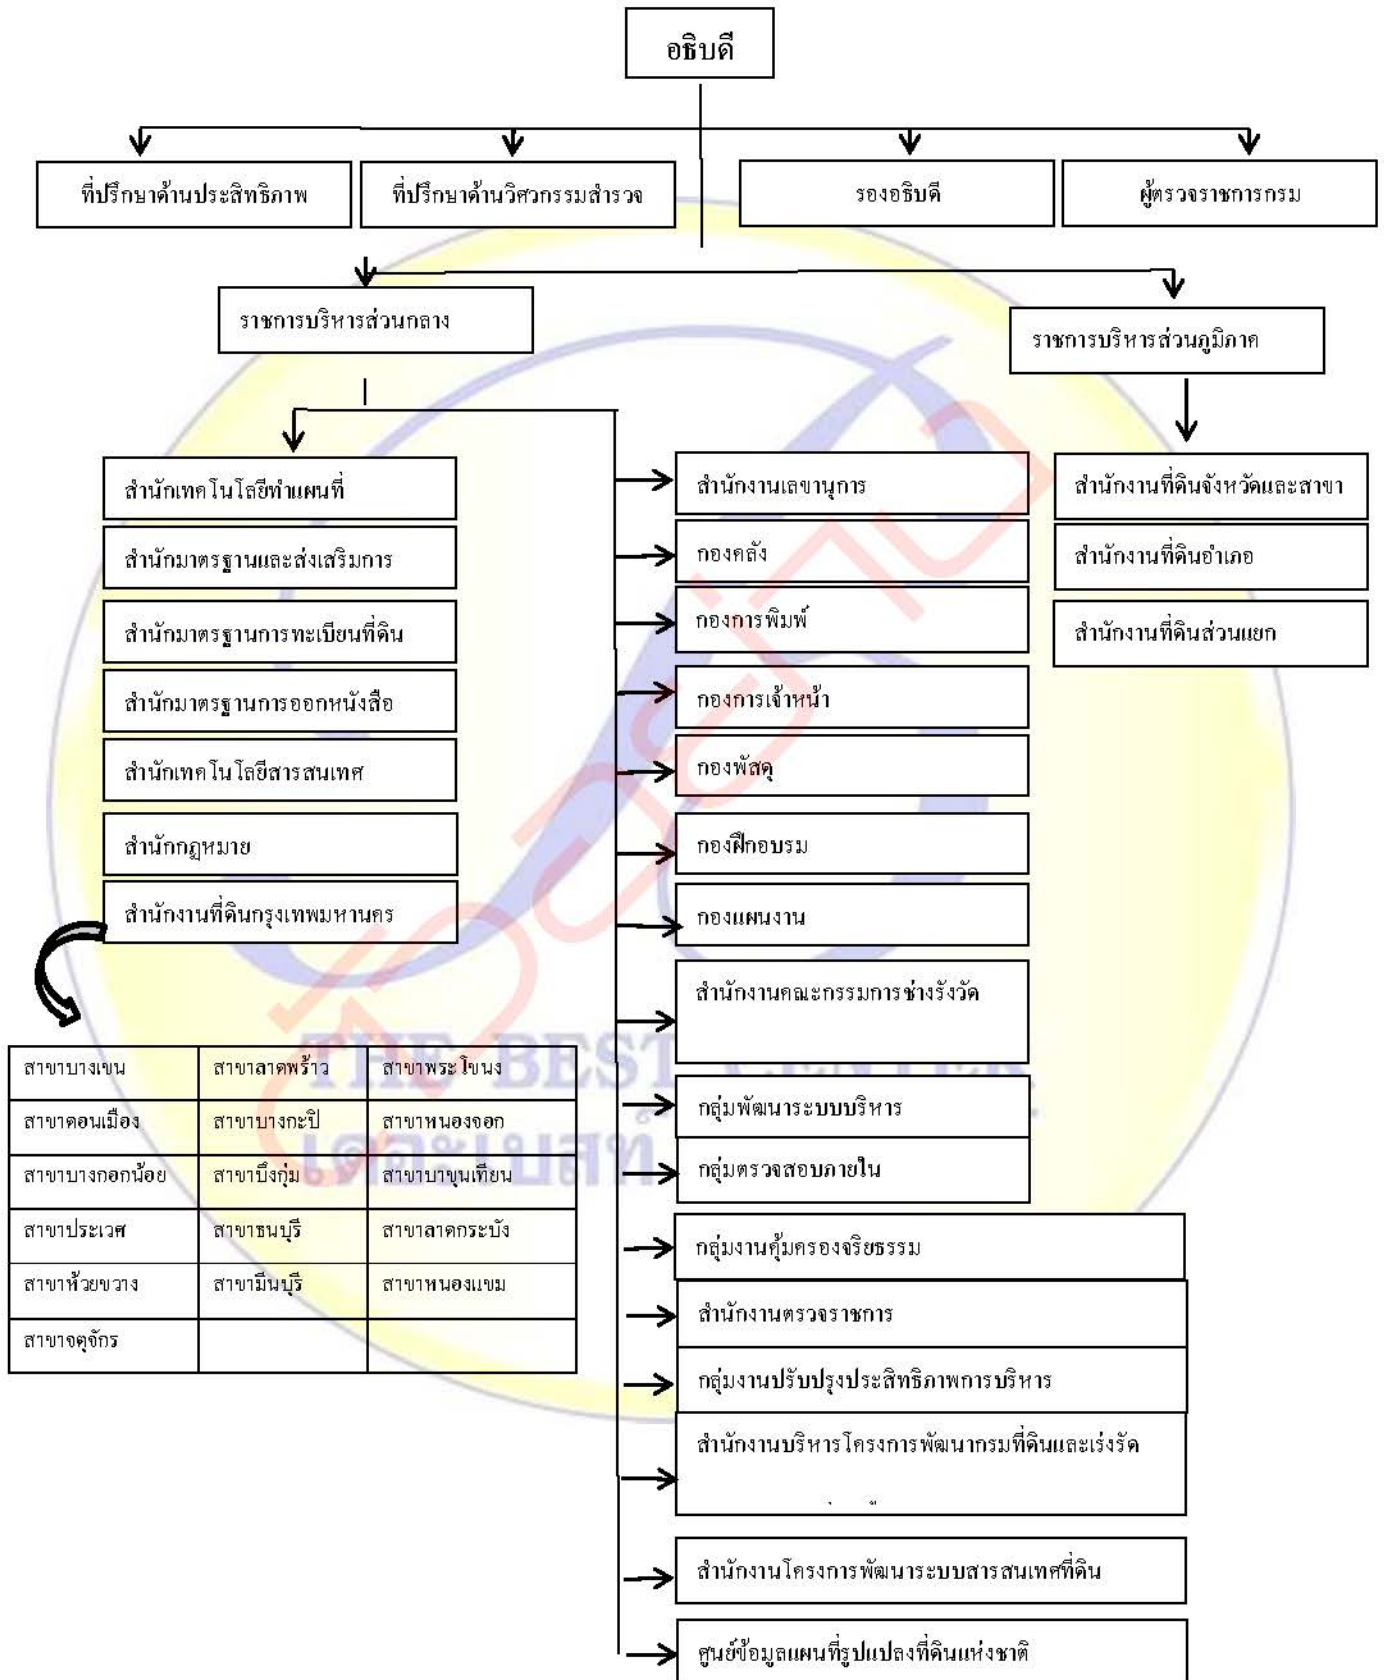 อธิบดี
ที่ปรึกษาด้านประสิทธิภาพ
ที่ปรึกษาด้านวิศวกรรมสำรวจ
รองอธิบดี
ผู้ตรวจราชการกรม
ราชการบริหารส่วนกลาง
ราชการบริหารส่วนภูมิภาค
สำนักเทคโนโลยีทำแผนที่
สำนักมาตรฐานและส่งเสริมการ
สำนักมาตรฐานการทะเบียนที่ดิน
สำนักมาตรฐานการออกหนังสือ
สำนักเทคโนโลยีสารสนเทศ
สำนักกฎหมาย
สำนักงานที่ดินกรุงเทพมหานคร
สำนักงานเลขานุการ
กองคลัง
กองการพิมพ์
กองการเจ้าหน้า
กองพัสดุ
กองฝึกอบรม
กองแผนงาน
สำนักงานคณะกรรมการช่างรังวัด
กลุ่มพัฒนาระบบบริหาร
กลุ่มตรวจสอบภายใน
กลุ่มงานคุ้มครองจริยธรรม
สำนักงานตรวจราชการ
กลุ่มงานปรับปรุงประสิทธิภาพการบริหาร
สำนักงานบริหารโครงการพัฒนากรมที่ดินและเร่งรัด
สำนักงานโครงการพัฒนาระบบสารสนเทศที่ดิน
ศูนย์ข้อมูลแผนที่รูปแปลงที่ดินแห่งชาติ
สำนักงานที่ดินจังหวัดและสาขา
สำนักงานที่ดินอำเภอ
สำนักงานที่ดินส่วนแยก
สาขาบางเขน สาขาลาดพร้าว สาขาพระโขนง
สาขาดอนเมือง สาขาบางกะปิ สาขาหนองจอก
สาขาบางกอกน้อย สาขาบึงกุ่ม สาขาบาขุนเทียน
สาขาประเวศ สาขาธนบุรี สาขาลาดกระบัง
สาขาห้วยขวาง สาขามีนบุรี สาขาหนองแขม
สาขาจตุจักร
ตัวอย่าง
THE BEST CENTER
เดอะเบสท์